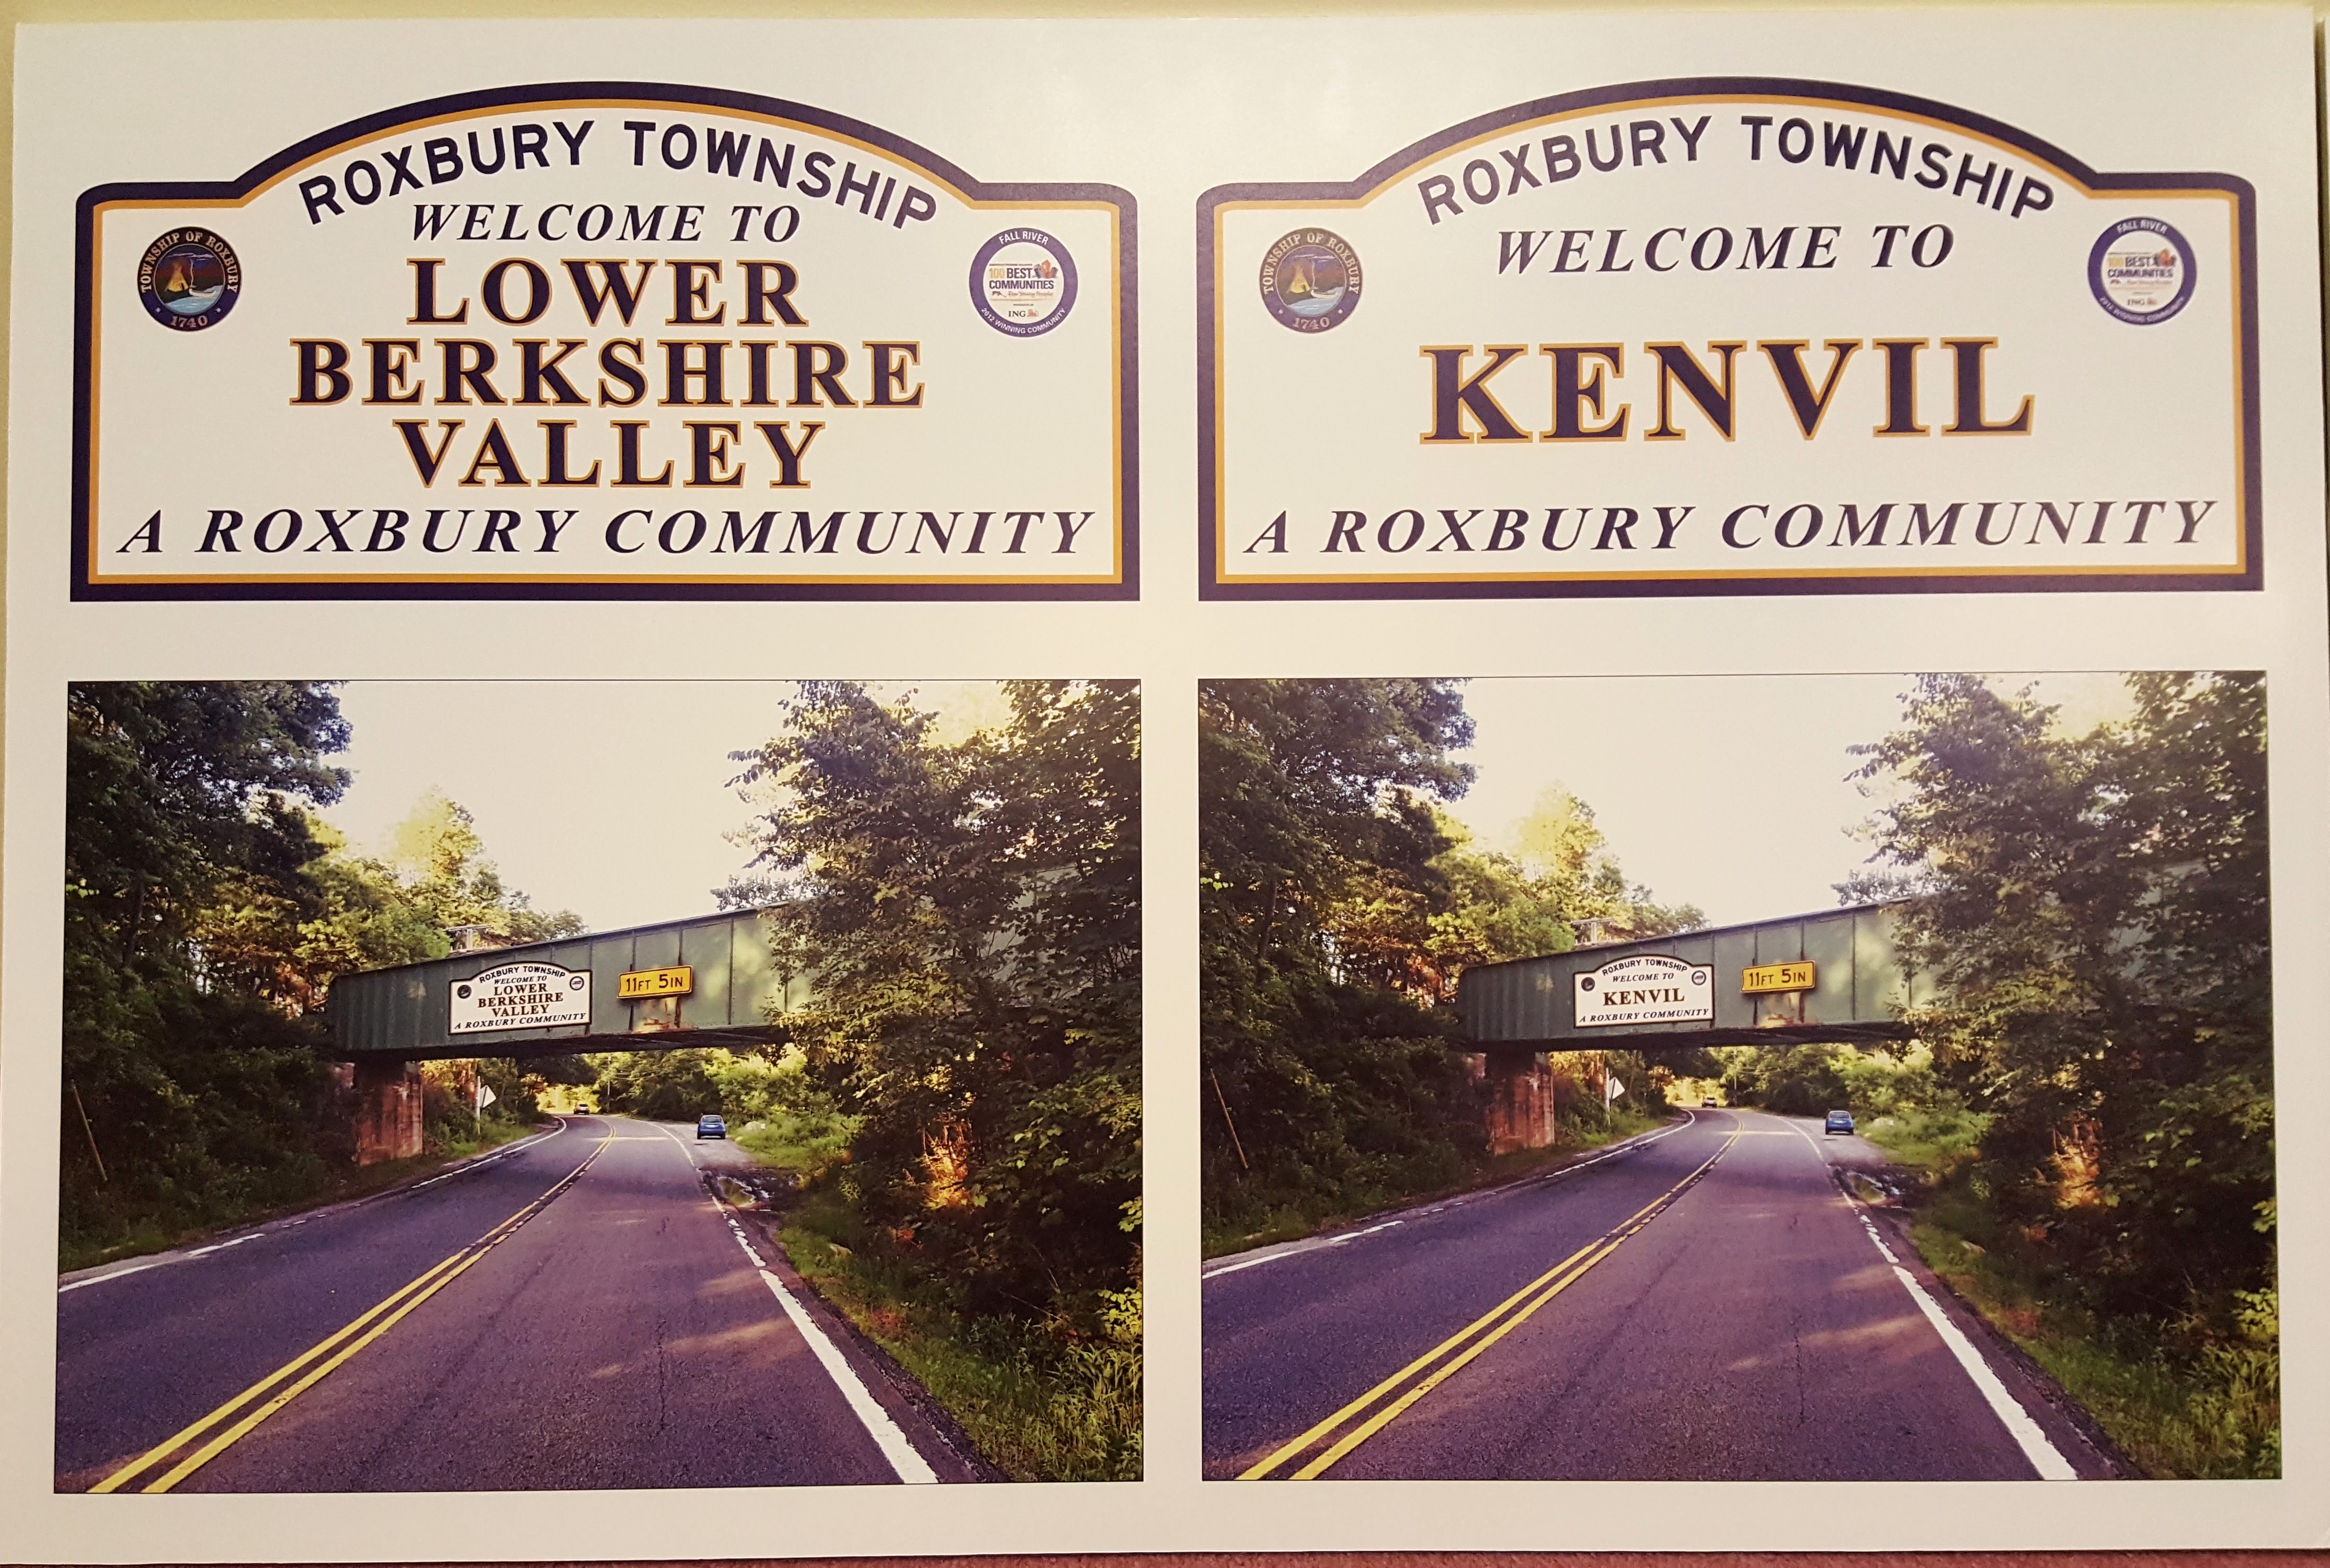 ROXBURY TOWNSHIP
WELCOME TO
LOWER
BERKSHIRE
VALLEY
A ROXBURY COMMUNITY
TOWNSHIP OF ROXBURY
1740
FALL RIVER
100 BEST
COMMUNITIES
ING
2012 WINNING COMMUNITY
ROXBURY TOWNSHIP
WELCOME TO
KENVIL
A ROXBURY COMMUNITY
TOWNSHIP OF ROXBURY
1740
FALL RIVER
100 BEST
COMMUNITIES
ING
2012 WINNING COMMUNITY
ROXBURY TOWNSHIP
WELCOME TO
LOWER
BERKSHIRE
VALLEY
A ROXBURY COMMUNITY
11FT 5IN
ROXBURY TOWNSHIP
WELCOME TO
KENVIL
A ROXBURY COMMUNITY
11FT 5IN